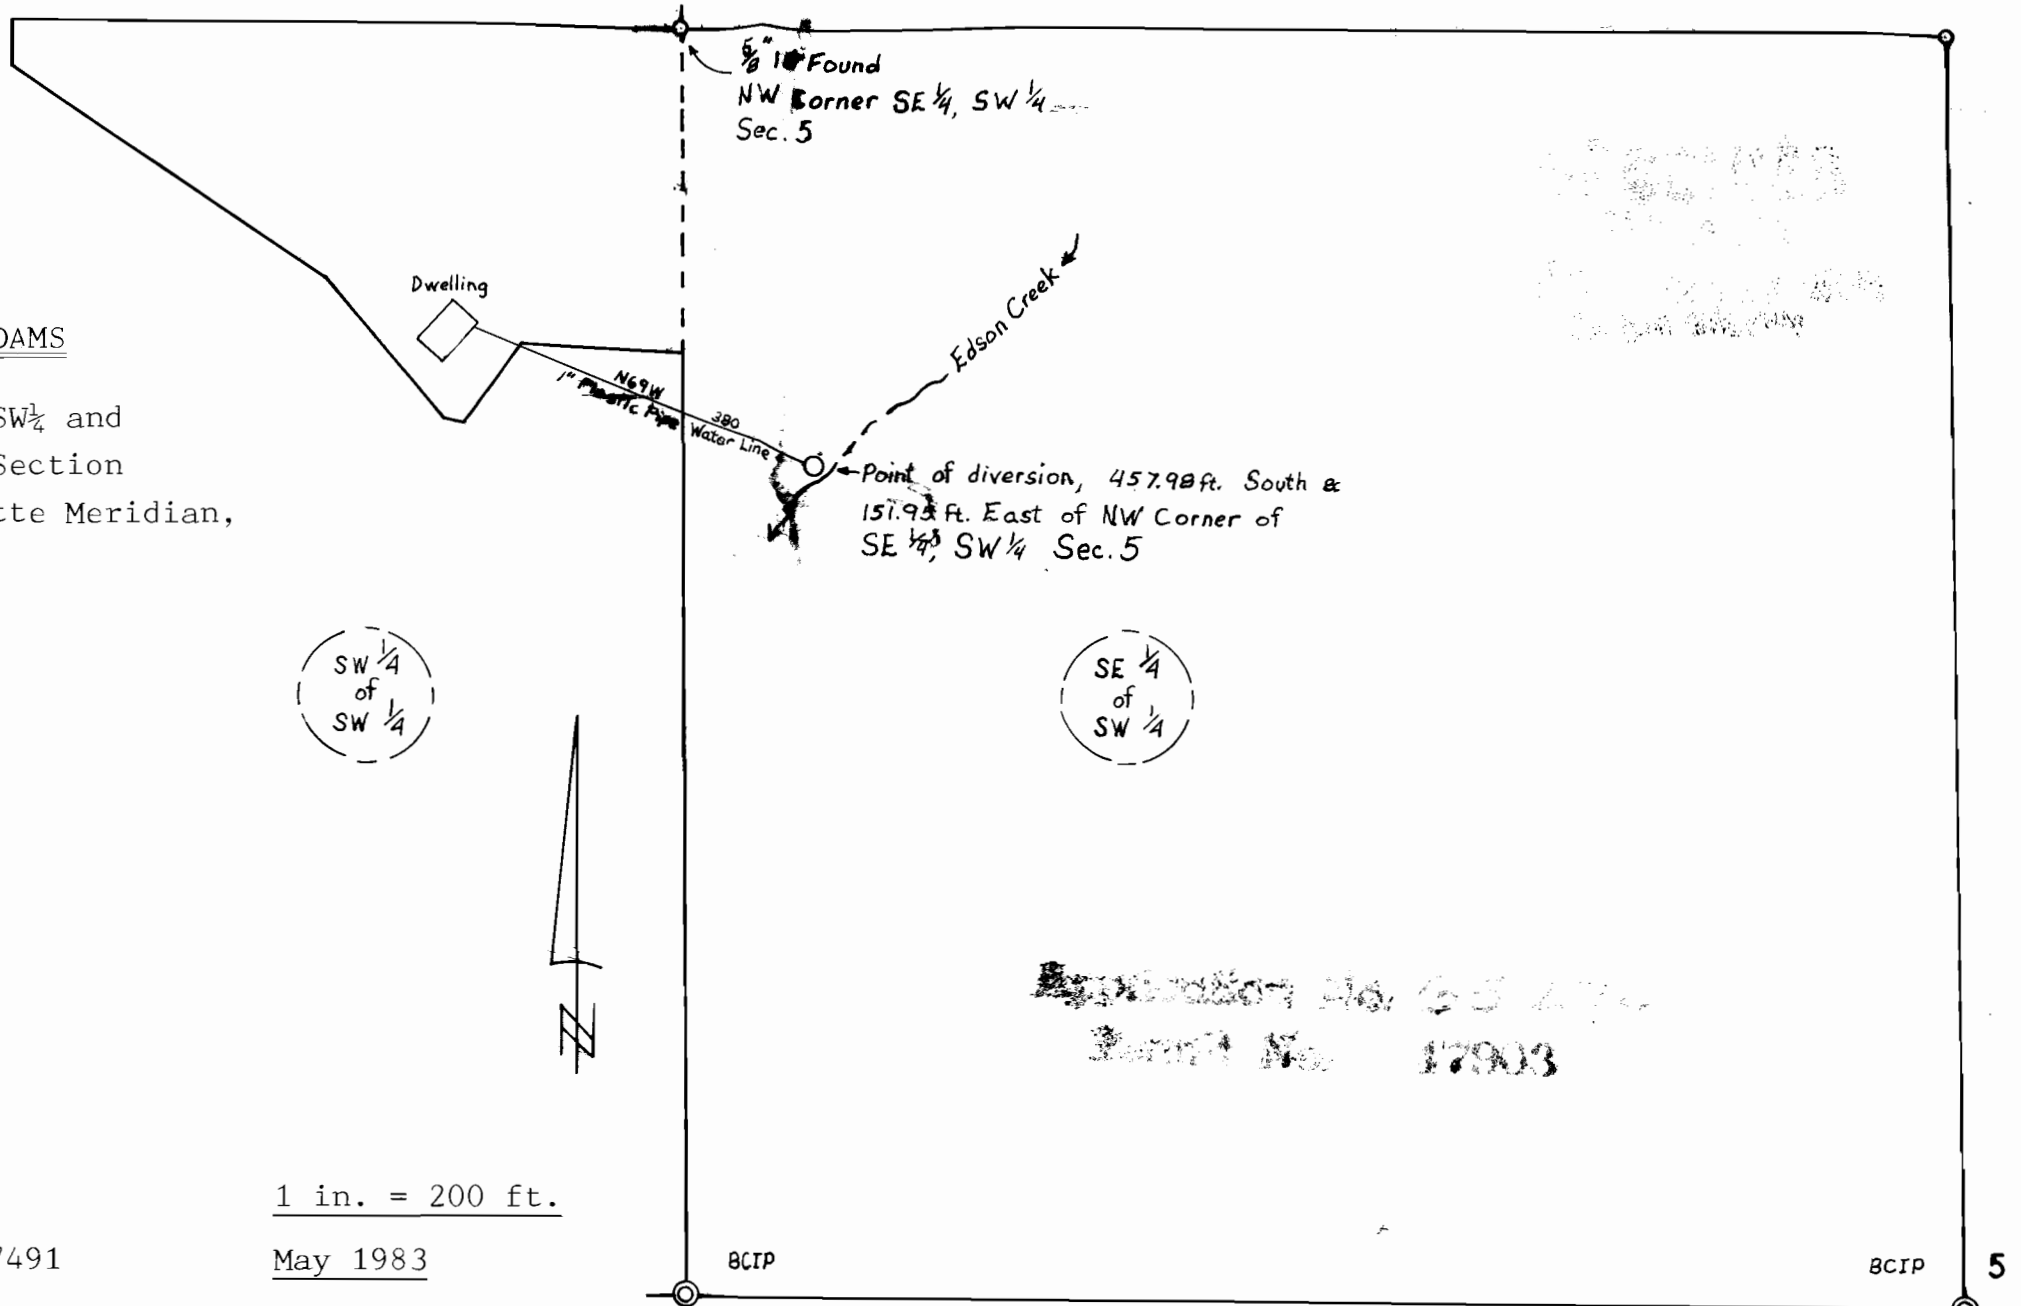 5/8" Found
NW Corner SE 1/4, SW 1/4
Sec. 5
Dwelling
Edson Creek
DAMS
N69W
1" Plastic Pipe
380
Water Line
SW¼ and
Section
tte Meridian,
Point of diversion, 457.98 ft. South &
ft. East of NW Corner of
SE 1/4, SW 1/4 Sec. 5
SW 1/4
of
SW 1/4
SE 1/4
of
SW 1/4
N
Application No.
Permit No. 17903
1 in. = 200 ft.
7491
May 1983
BCIP
BCIP
5